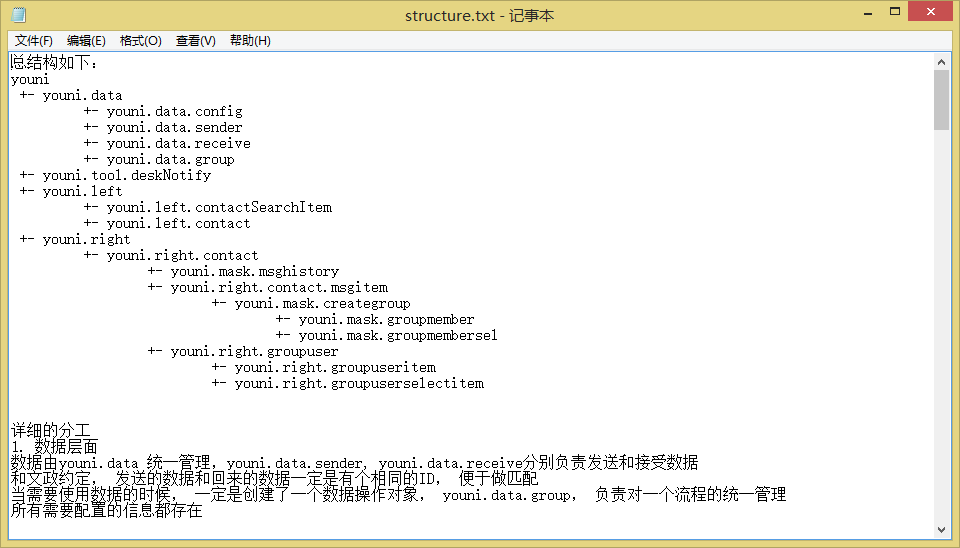 structure.txt - 记事本
文件(F) 编辑(E) 格式(O) 查看(V) 帮助(H)
总结构如下：
youni
+- youni.data
+- youni.data.config
+- youni.data.sender
+- youni.data.receive
+- youni.data.group
+- youni.tool.deskNotify
+- youni.left
+- youni.left.contactSearchItem
+- youni.left.contact
+- youni.right
+- youni.right.contact
+- youni.mask.msghistory
+- youni.right.contact.msgitem
+- youni.mask.creategroup
+- youni.mask.groupmember
+- youni.mask.groupmembersel
+- youni.right.groupuser
+- youni.right.groupuseritem
+- youni.right.groupuserselectitem
详细的分工
1. 数据层面
数据由youni.data 统一管理，youni.data.sender, youni.data.receive分别负责发送和接受数据
和文政约定， 发送的数据和回来的数据一定是有个相同的ID， 便于做匹配
当需要使用数据的时候， 一定是创建了一个数据操作对象， youni.data.group， 负责对一个流程的统一管理
所有需要配置的信息都存在